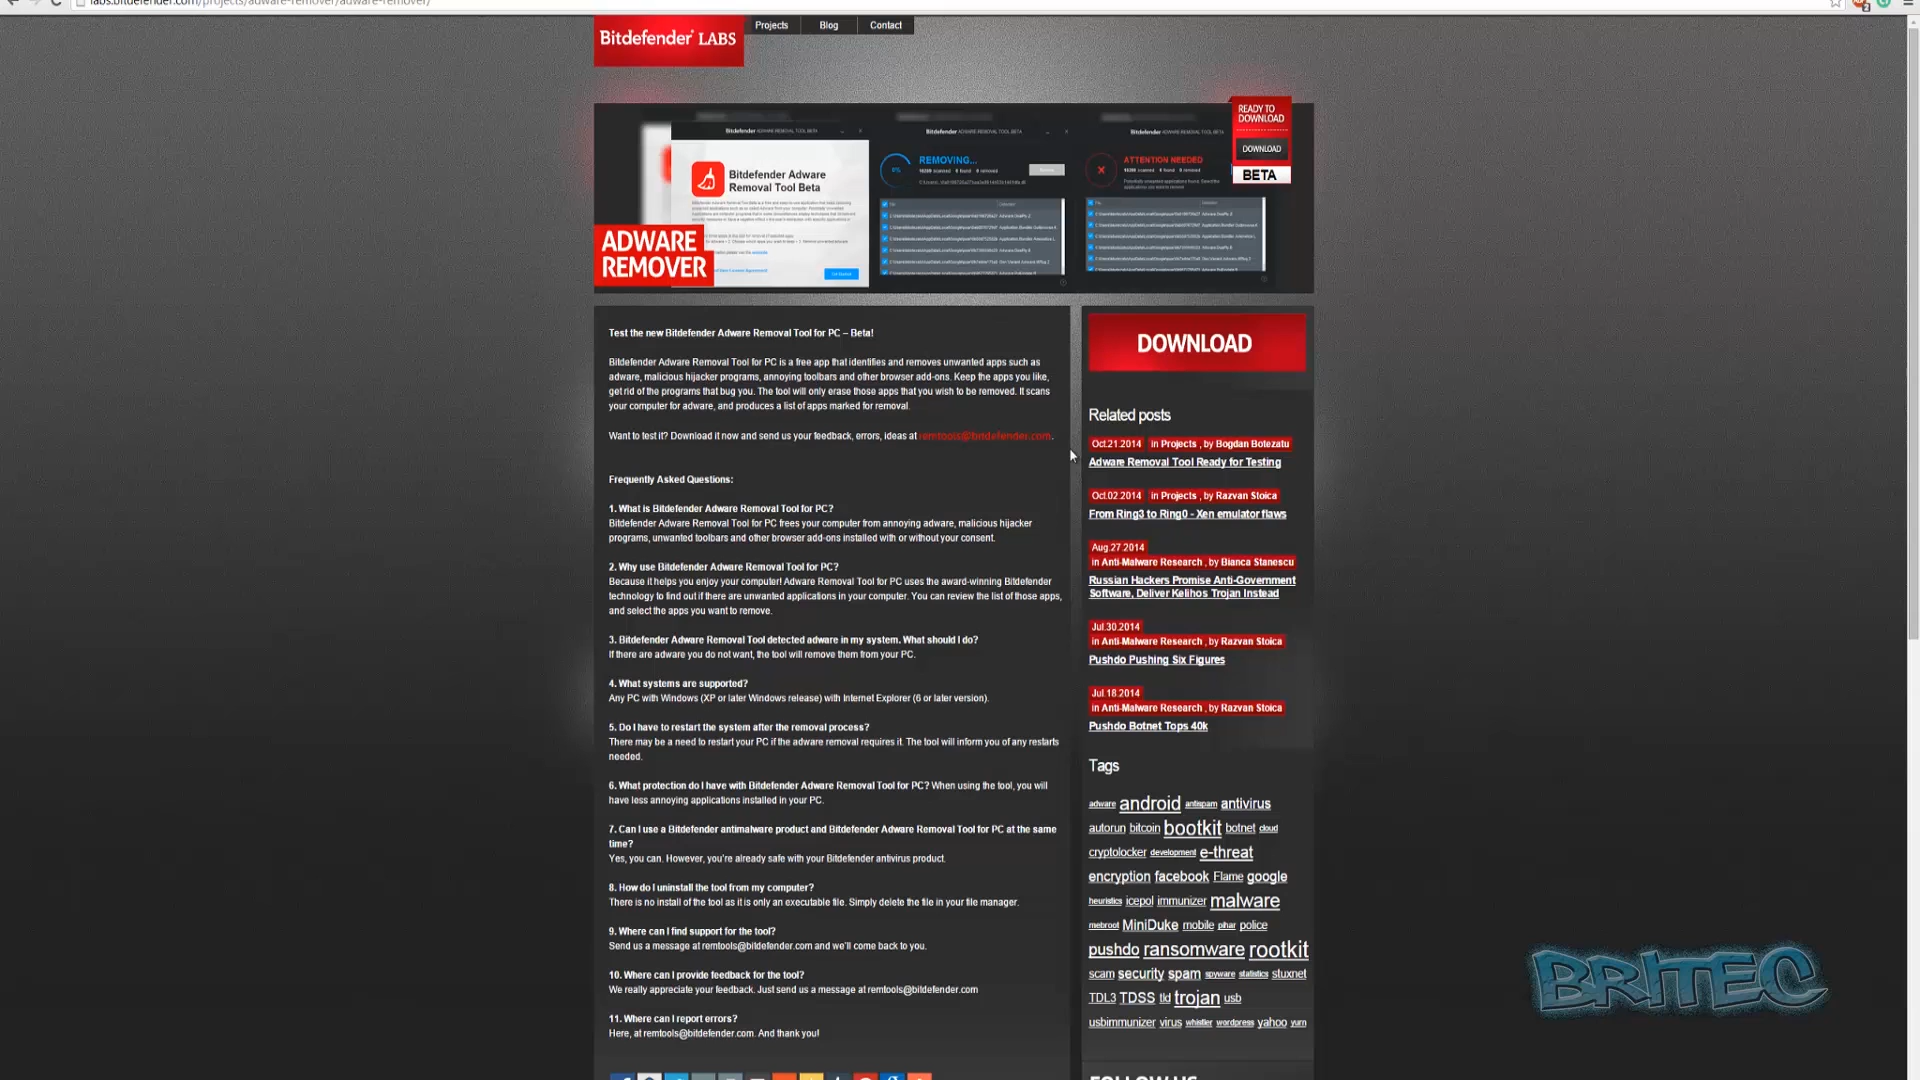 labs.bitdefender.com/projects/adware-remover/adware-remover/
Bitdefender LABS
Projects
Blog
Contact
READY TO
DOWNLOAD
DOWNLOAD
BETA
Bitdefender ADWARE REMOVAL TOOL BETA
Bitdefender Adware
Removal Tool Beta
Bitdefender ADWARE REMOVAL TOOL BETA
REMOVING...
Bitdefender ADWARE REMOVAL TOOL
ATTENTION NEEDED
ADWARE
REMOVER
Test the new Bitdefender Adware Removal Tool for PC – Beta!
Bitdefender Adware Removal Tool for PC is a free app that identifies and removes unwanted apps such as
adware, malicious hijacker programs, annoying toolbars and other browser add-ons. Keep the apps you like,
get rid of the programs that bug you. The tool will only erase those apps that you wish to be removed. It scans
your computer for adware, and produces a list of apps marked for removal.
Want to test it? Download it now and send us your feedback, errors, ideas at remtools@bitdefender.com.
Frequently Asked Questions:
1. What is Bitdefender Adware Removal Tool for PC?
Bitdefender Adware Removal Tool for PC frees your computer from annoying adware, malicious hijacker
programs, unwanted toolbars and other browser add-ons installed with or without your consent.
2. Why use Bitdefender Adware Removal Tool for PC?
Because it helps you enjoy your computer! Adware Removal Tool for PC uses the award-winning Bitdefender
technology to find out if there are unwanted applications in your computer. You can review the list of those apps,
and select the apps you want to remove.
3. Bitdefender Adware Removal Tool detected adware in my system. What should I do?
If there are adware you do not want, the tool will remove them from your PC.
4. What systems are supported?
Any PC with Windows (XP or later Windows release) with Internet Explorer (6 or later version).
5. Do I have to restart the system after the removal process?
There may be a need to restart your PC if the adware removal requires it. The tool will inform you of any restarts
needed.
6. What protection do I have with Bitdefender Adware Removal Tool for PC? When using the tool, you will
have less annoying applications installed in your PC.
7. Can I use a Bitdefender antimalware product and Bitdefender Adware Removal Tool for PC at the same
time?
Yes, you can. However, you're already safe with your Bitdefender antivirus product.
8. How do I uninstall the tool from my computer?
There is no install of the tool as it is only an executable file. Simply delete the file in your file manager.
9. Where can I find support for the tool?
Send us a message at remtools@bitdefender.com and we'll come back to you.
10. Where can I provide feedback for the tool?
We really appreciate your feedback. Just send us a message at remtools@bitdefender.com
11. Where can I report errors?
Here, at remtools@bitdefender.com. And thank you!
DOWNLOAD
Related posts
Oct.21.2014 in Projects , by Bogdan Botezatu
Adware Removal Tool Ready for Testing
Oct.02.2014 in Projects , by Razvan Stoica
From Ring3 to Ring0 - Xen emulator flaws
Aug.27.2014
in Anti-Malware Research , by Bianca Stanescu
Russian Hackers Promise Anti-Government
Software, Deliver Kelihos Trojan Instead
Jul.30.2014
in Anti-Malware Research , by Razvan Stoica
Pushdo Pushing Six Figures
Jul.18.2014
in Anti-Malware Research , by Razvan Stoica
Pushdo Botnet Tops 40k
Tags
adware android antispam antivirus
autorun bitcoin bootkit botnet cloud
cryptolocker development e-threat
encryption facebook Flame google
heuristics icepol immunizer malware
mebroot MiniDuke mobile pihar police
pushdo ransomware rootkit
scam security spam spyware statistics stuxnet
TDL3 TDSS tld trojan usb
usbimmunizer virus whistler wordpress yahoo yum
FOLLOW US
BRITEC